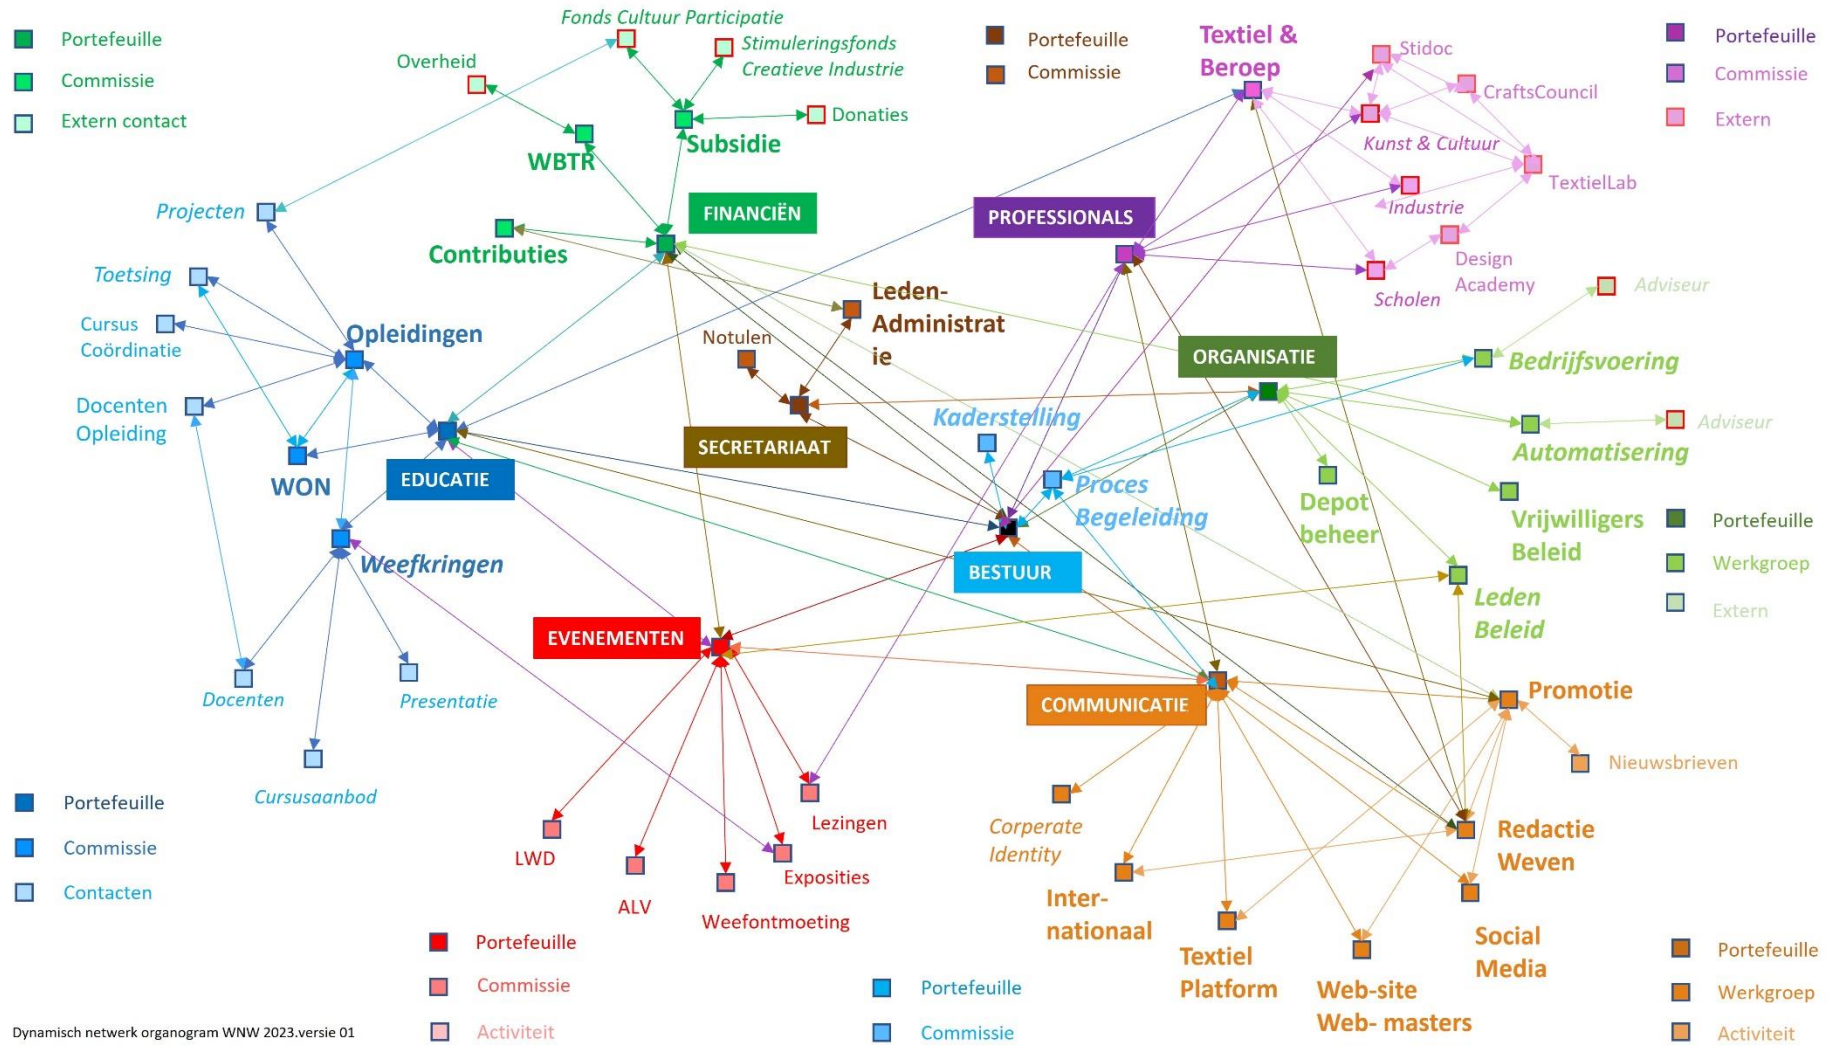 Portefeuille
Commissie
Extern contact
Fonds Cultuur Participatie
Overheid
Stimuleringsfonds
Creatieve Industrie
Donaties
WBTR
Subsidie
FINANCIËN
Contributies
Portefeuille
Commissie
Textiel &
Beroep
Stidoc
CraftsCouncil
Kunst & Cultuur
TextielLab
Industrie
Design
Academy
Scholen
PROFESSIONALS
Portefeuille
Commissie
Extern
Projecten
Toetsing
Cursus
Coördinatie
Opleidingen
Docenten
Opleiding
WON
EDUCATIE
Weefkringen
Docenten
Presentatie
Cursusaanbod
Leden-
Administrat
ie
Notulen
SECRETARIAAT
Kaderstelling
Proces
Begeleiding
BESTUUR
ORGANISATIE
Adviseur
Bedrijfsvoering
Adviseur
Automatisering
Depot
beheer
Vrijwilligers
Beleid
Leden
Beleid
Portefeuille
Werkgroep
Extern
EVENEMENTEN
LWD
ALV
Weefontmoeting
Exposities
Lezingen
COMMUNICATIE
Promotie
Nieuwsbrieven
Corperate
Identity
Inter-
nationaal
Textiel
Platform
Web-site
Web- masters
Social
Media
Redactie
Weven
Portefeuille
Commissie
Contacten
Portefeuille
Commissie
Activiteit
Portefeuille
Commissie
Portefeuille
Werkgroep
Activiteit
Dynamisch netwerk organogram WNW 2023.versie 01